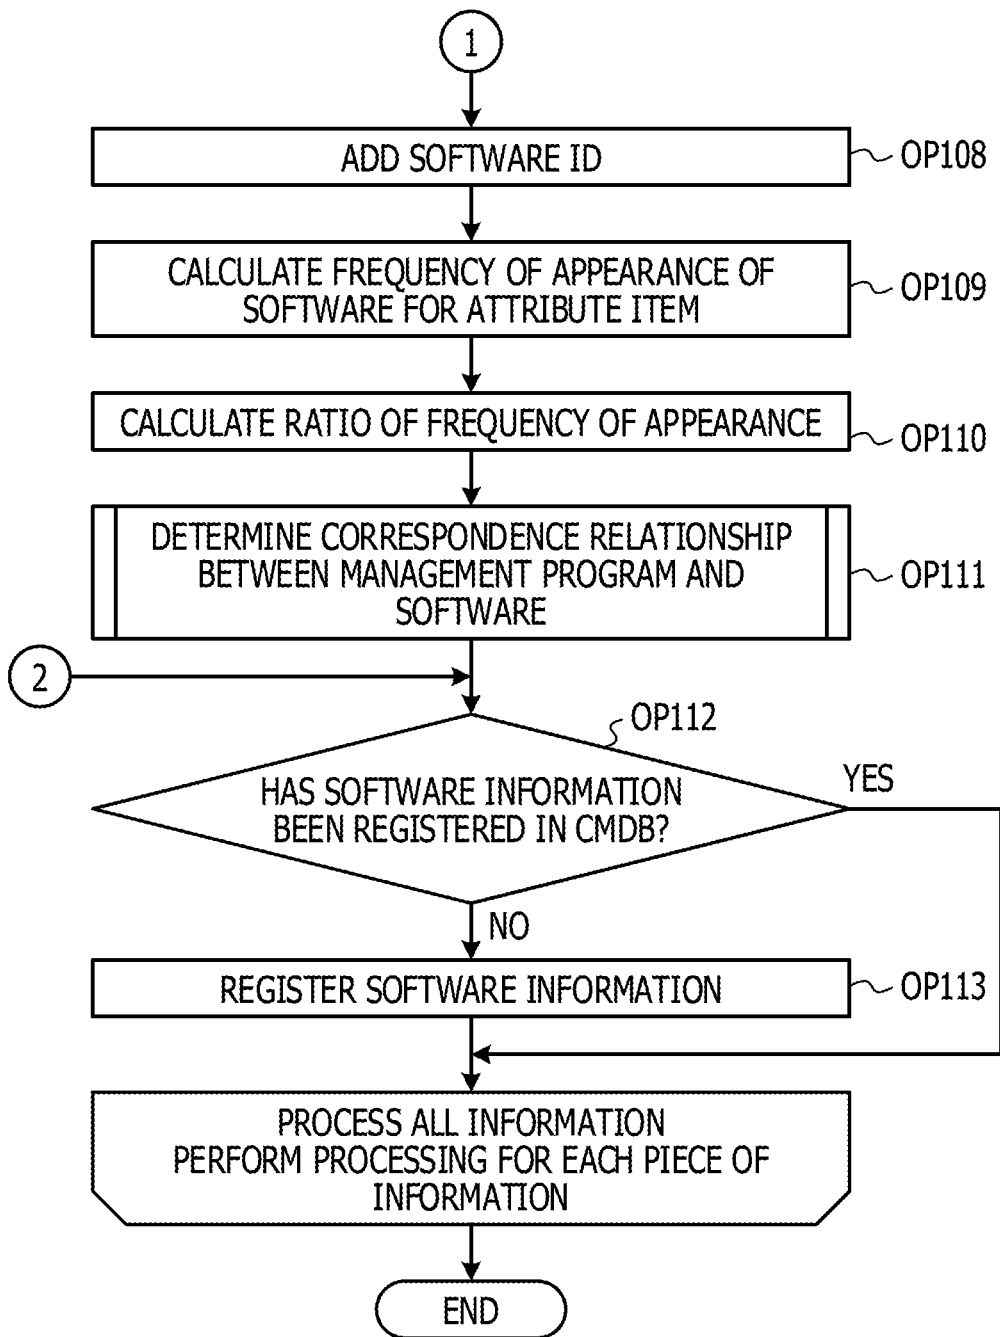 1
ADD SOFTWARE ID
OP108
CALCULATE FREQUENCY OF APPEARANCE OF
SOFTWARE FOR ATTRIBUTE ITEM
OP109
CALCULATE RATIO OF FREQUENCY OF APPEARANCE
OP110
DETERMINE CORRESPONDENCE RELATIONSHIP
BETWEEN MANAGEMENT PROGRAM AND
SOFTWARE
OP111
2
OP112
HAS SOFTWARE INFORMATION
BEEN REGISTERED IN CMDB?
YES
NO
REGISTER SOFTWARE INFORMATION
OP113
PROCESS ALL INFORMATION
PERFORM PROCESSING FOR EACH PIECE OF
INFORMATION
END